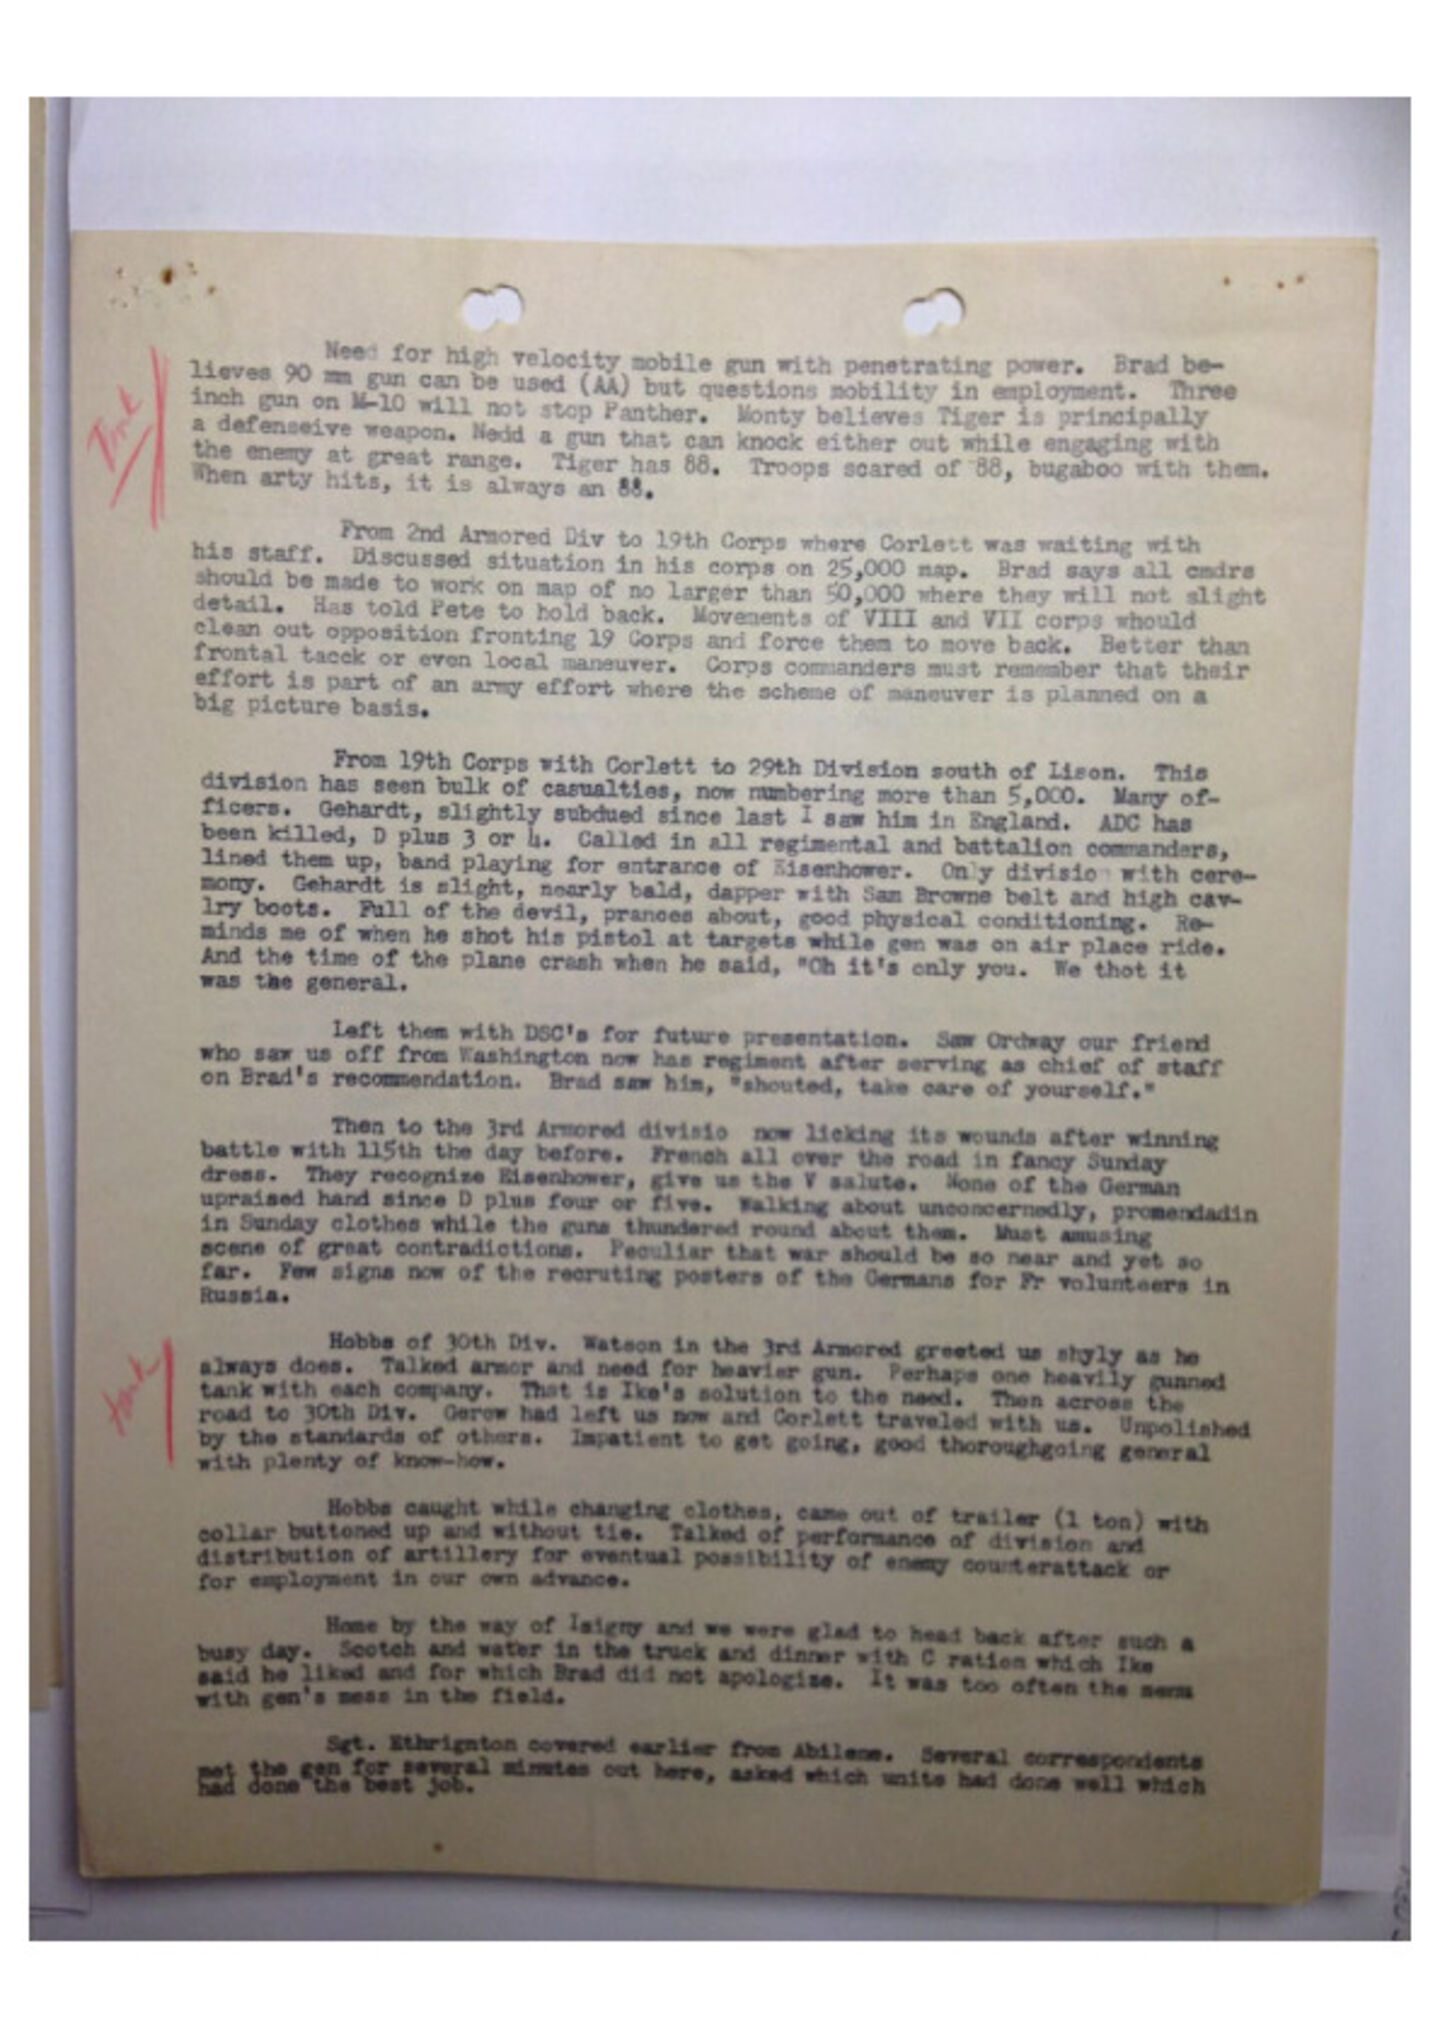 Need for high velocity mobile gun with penetrating power. Brad be-
lieves 90 mm gun can be used (AA) but questions mobility in employment. Three
inch gun on M-10 will not stop Panther. Monty believes Tiger is principally
a defenseive weapon. Nedd a gun that can knock either out while engaging with
the enemy at great range. Tiger has 88. Troops scared of 88, bugaboo with them.
When arty hits, it is always an 88.
From 2nd Armored Div to 19th Corps where Corlett was waiting with
his staff. Discussed situation in his corps on 25,000 map. Brad says all cmdrs
should be made to work on map of no larger than 50,000 where they will not slight
detail. Has told Pete to hold back. Movements of VIII and VII corps whould
clean out opposition fronting 19 Corps and force them to move back. Better than
frontal tacck or even local maneuver. Corps commanders must remember that their
effort is part of an army effort where the scheme of maneuver is planned on a
big picture basis.
From 19th Corps with Corlett to 29th Division south of Lison. This
division has seen bulk of casualties, now numbering more than 5,000. Many of-
ficers. Gehardt, slightly subdued since last I saw him in England. ADC has
been killed, D plus 3 or 4. Called in all regimental and battalion commanders,
lined them up, band playing for entrance of Eisenhower. Only divisio with cere-
mony. Gehardt is slight, nearly bald, dapper with Sam Browne belt and high cav-
lry boots. Full of the devil, prances about, good physical conditioning. Re-
minds me of when he shot his pistol at targets while gen was on air place ride.
And the time of the plane crash when he said, "Oh it's only you. We thot it
was the general.
Left them with DSC's for future presentation. Saw Ordway our friend
who saw us off from Washington now has regiment after serving as chief of staff
on Brad's recommendation. Brad saw him, "shouted, take care of yourself."
Then to the 3rd Armored divisio now licking its wounds after winning
battle with 115th the day before. French all over the road in fancy Sunday
dress. They recognize Eisenhower, give us the V salute. None of the German
upraised hand since D plus four or five. Walking about unconcernedly, promendadin
in Sunday clothes while the guns thundered round about them. Must amusing
scene of great contradictions. Peculiar that war should be so near and yet so
far. Few signs now of the recruting posters of the Germans for Fr volunteers in
Russia.
Hobbs of 30th Div. Watson in the 3rd Armored greeted us shyly as he
always does. Talked armor and need for heavier gun. Perhaps one heavily gunned
tank with each company. That is Ike's solution to the need. Then across the
road to 30th Div. Gerow had left us now and Corlett traveled with us. Unpolished
by the standards of others. Impatient to get going, good thoroughgoing general
with plenty of know-how.
tank
Hobbs caught while changing clothes, came out of trailer (1 ton) with
collar buttoned up and without tie. Talked of performance of division and
distribution of artillery for eventual possibility of enemy counterattack or
for employment in our own advance.
Home by the way of Isigny and we were glad to head back after such a
busy day. Scotch and water in the truck and dinner with C ration which Ike
said he liked and for which Brad did not apologize. It was too often the
with gen's mess in the field.
Sgt. Ethrignton covered earlier from Abilene. Several correspondents
met the gen for several minutes out here, asked which units had done well which
had done the best job.